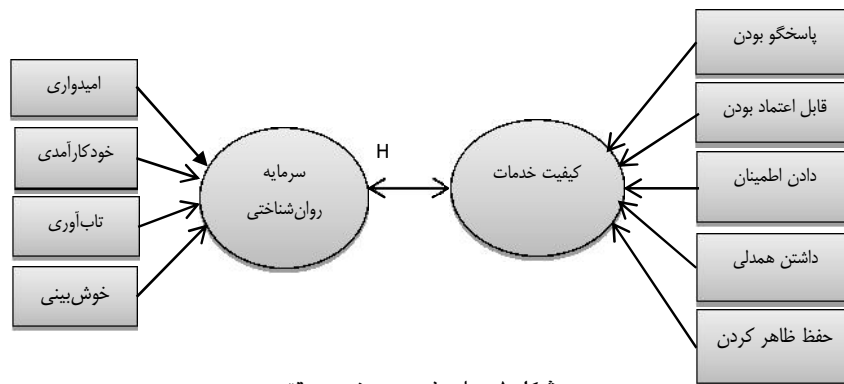 پاسخگو بودن
قابل اعتماد بودن
دادن اطمینان
داشتن همدلی
حفظ ظاهر کردن
کیفیت خدمات
H
سرمایه
روان‌شناختی
امیدواری
خودکارآمدی
تاب‌آوری
خوش‌بینی